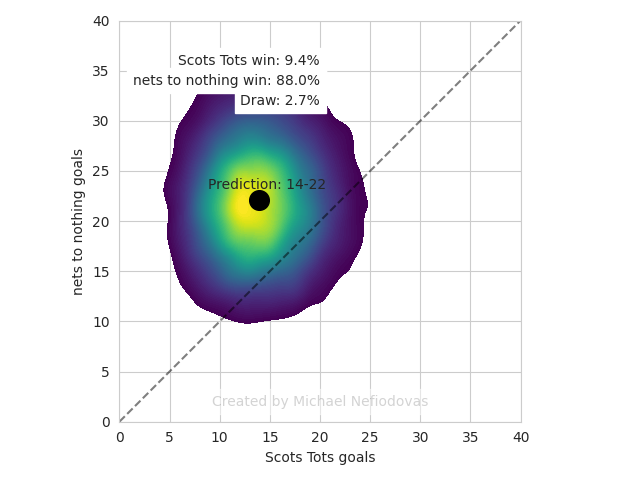 40
35
30
25
20
15
10
5
0
nets to nothing goals
Scots Tots win: 9.4%
nets to nothing win: 88.0%
Draw: 2.7%
Prediction: 14-22
Created by Michael Nefiodovas
0 5 10 15 20 25 30 35 40
Scots Tots goals